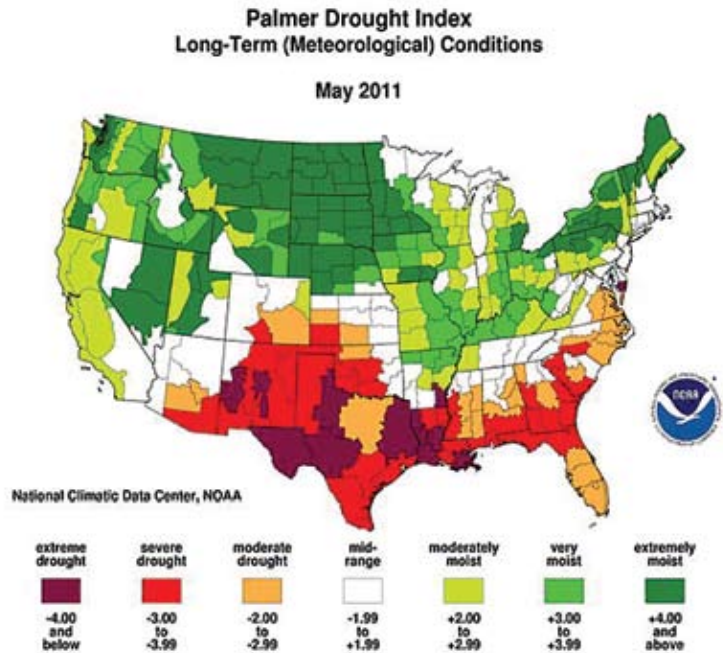 Palmer Drought Index
Long-Term (Meteorological) Conditions
May 2011
noaa
National Climatic Data Center, NOAA
extreme drought
severe drought
moderate drought
mid-range
moderately moist
very moist
extremely moist
-4.00 and below
-3.00 to -3.99
-2.00 to -2.99
-1.99 to +1.99
+2.00 to +2.99
+3.00 to +3.99
+4.00 and above